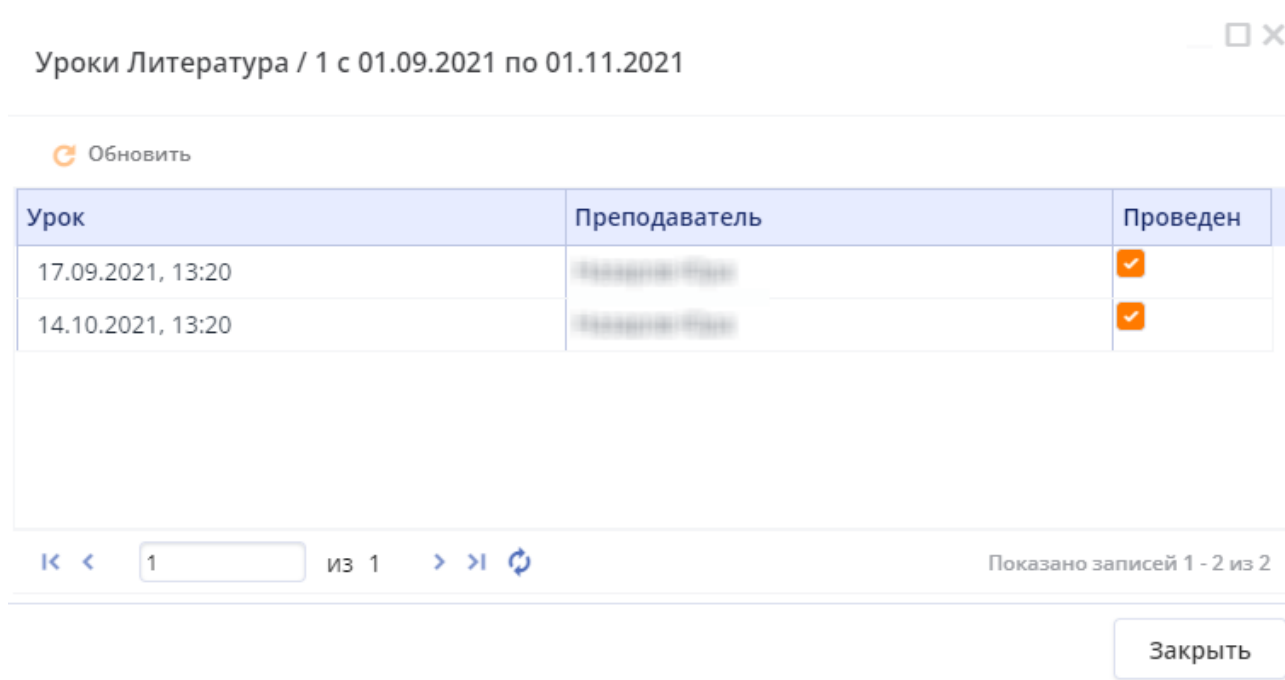 Уроки Литература / 1 с 01.09.2021 по 01.11.2021
Обновить
Урок Преподаватель Проведен
17.09.2021, 13:20
14.10.2021, 13:20
1 из 1 Показано записей 1 - 2 из 2
Закрыть